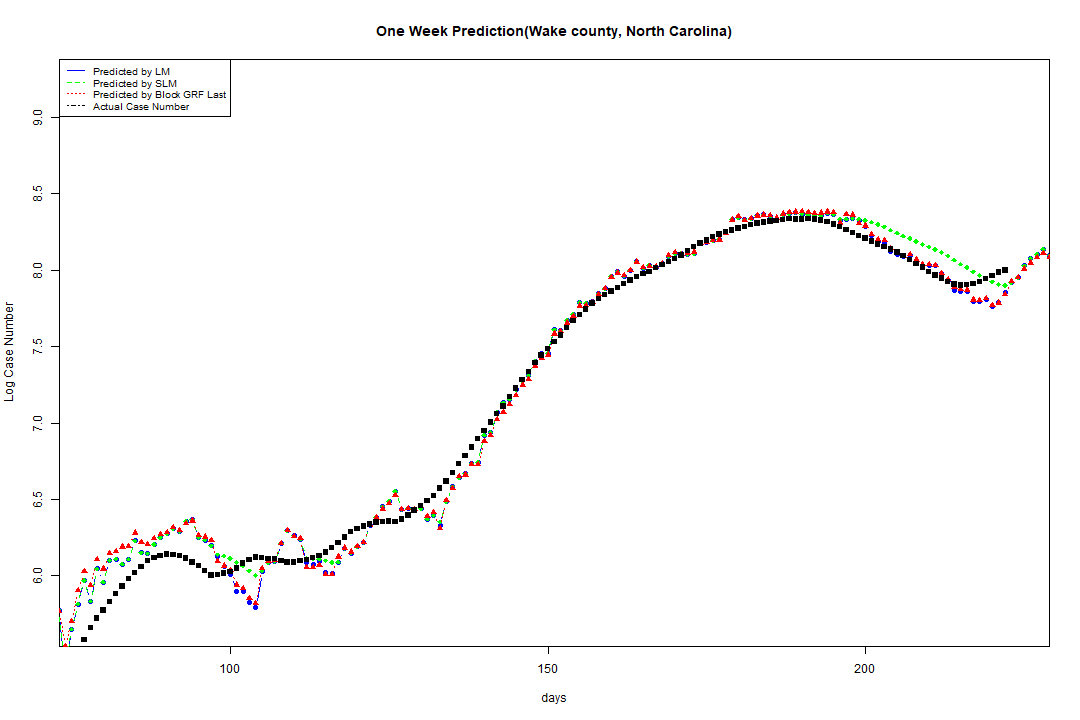 One Week Prediction(Wake county, North Carolina)
Predicted by LM
Predicted by SLM
Predicted by Block GRF Last
Actual Case Number
9.0
8.5
8.0
7.5
7.0
6.5
6.0
Log Case Number
100
150
200
days